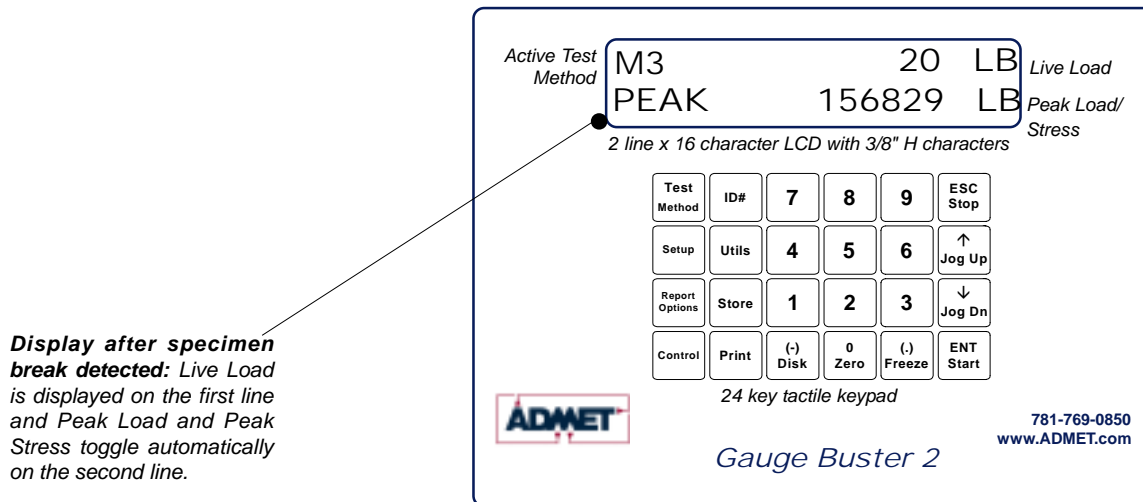 Active Test
Method
M3 20 LB
Live Load
PEAK 156829 LB
Peak Load/
Stress
2 line x 16 character LCD with 3/8" H characters
Test
Method
ID#
7
8
9
ESC
Stop
Setup
Utils
4
5
6
↑
Jog Up
Report
Options
Store
1
2
3
↓
Jog Dn
Control
Print
(-)
Disk
0
Zero
(.)
Freeze
ENT
Start
24 key tactile keypad
Display after specimen
break detected: Live Load
is displayed on the first line
and Peak Load and Peak
Stress toggle automatically
on the second line.
ADMET
781-769-0850
www.ADMET.com
Gauge Buster 2